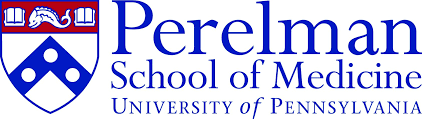 Perelman
School of Medicine
UNIVERSITY of PENNSYLVANIA